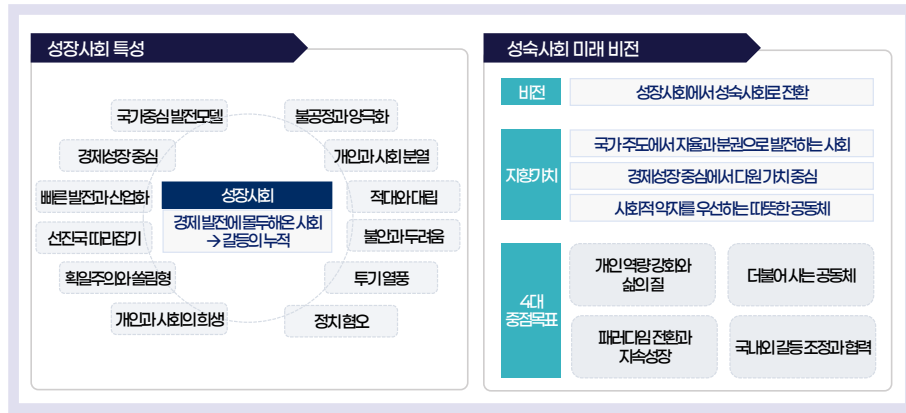 성장사회 특성
국가중심 발전모델
불공정과 양극화
경제성장 중심
개인과 사회 분열
빠른 발전과 산업화
성장사회
적대와 대립
경제 발전에 몰두해온 사회
→ 갈등의 누적
선진국 따라잡기
불안과 두려움
획일주의와 쏠림형
투기 열풍
개인과 사회의 희생
정치 혐오
성숙사회 미래 비전
비전
성장사회에서 성숙사회로 전환
지향가치
국가 주도에서 자율과 분권으로 발전하는 사회
경제성장 중심에서 다원 가치 중심
사회적 약자를 우선하는 따뜻한 공동체
4대
중점목표
개인 역량 강화와
삶의 질
더불어 사는 공동체
패러다임 전환과
지속성장
국내외 갈등 조정과 협력